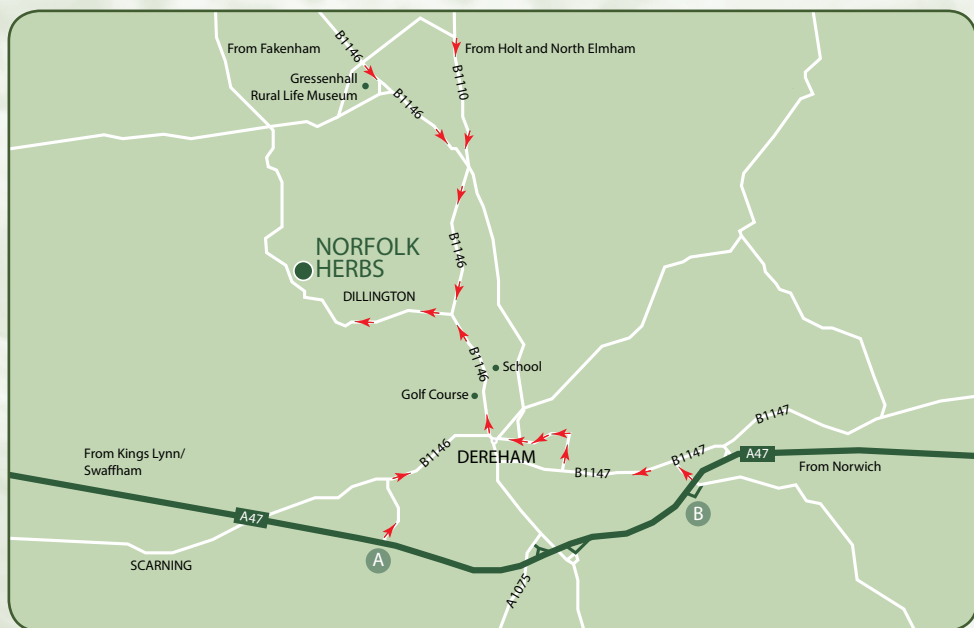 B1146
From Fakenham
From Holt and North Elmham
Gressenhall
Rural Life Museum
B1110
B1146
NORFOLK
HERBS
B1146
DILLINGTON
B1146
School
Golf Course
B1147
B1146
DEREHAM
From Kings Lynn/
Swaffham
B1147
A47
From Norwich
B1147
A47
B
A
SCARNING
A1075